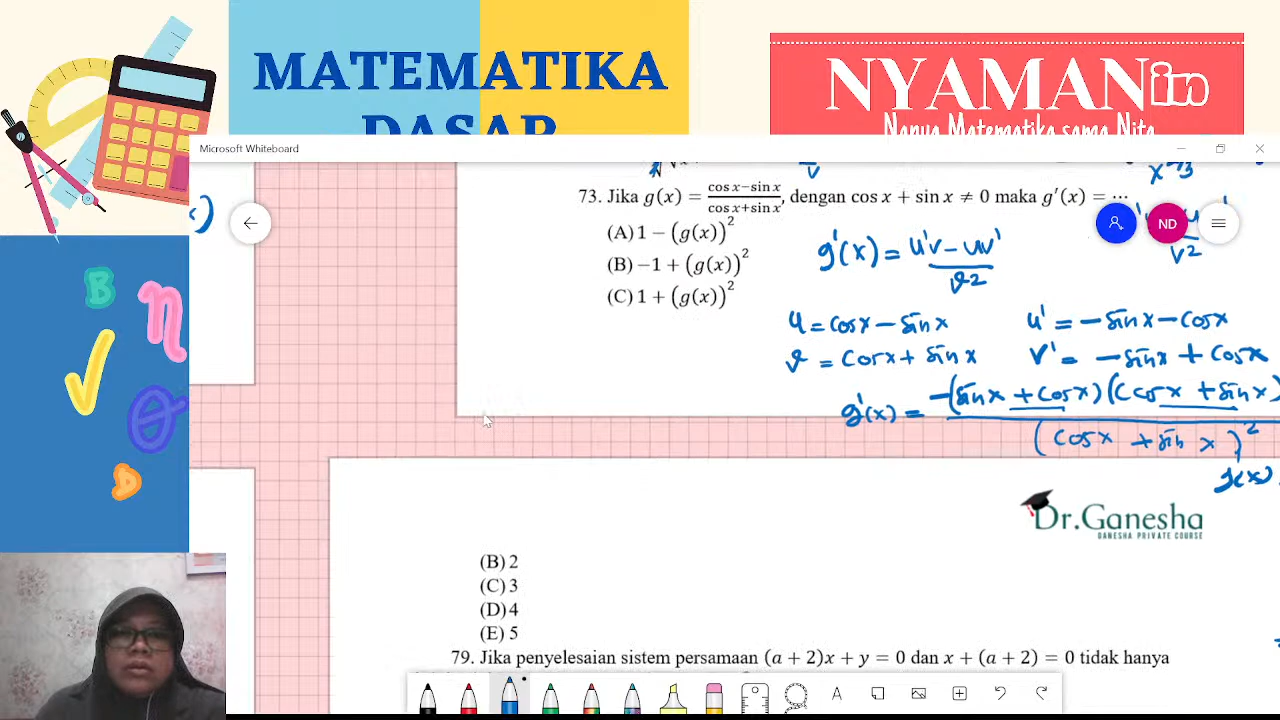 MATEMATIKA
DASAR
NYAMANin
Nanya Matematika sama Nita
Microsoft Whiteboard
73. Jika g(x) = (cos x−sin x)/(cos x+sin x), dengan cos x + sin x ≠ 0 maka g′(x) = ⋯
(A) 1 − (g(x))²
(B) −1 + (g(x))²
(C) 1 + (g(x))²
ND
v²
g'(x) = (u'v − uv')/v²
u = cos x − sin x
u' = −sin x − cos x
v = cos x + sin x
v' = −sin x + cos x
g'(x) = −(sin x + cos x)(cos x + sin x)
(cos x + sin x)²
g(x)
Dr.Ganesha
GANESHA PRIVATE COURSE
(B) 2
(C) 3
(D) 4
(E) 5
79. Jika penyelesaian sistem persamaan (a + 2)x + y = 0 dan x + (a + 2) = 0 tidak hanya
A